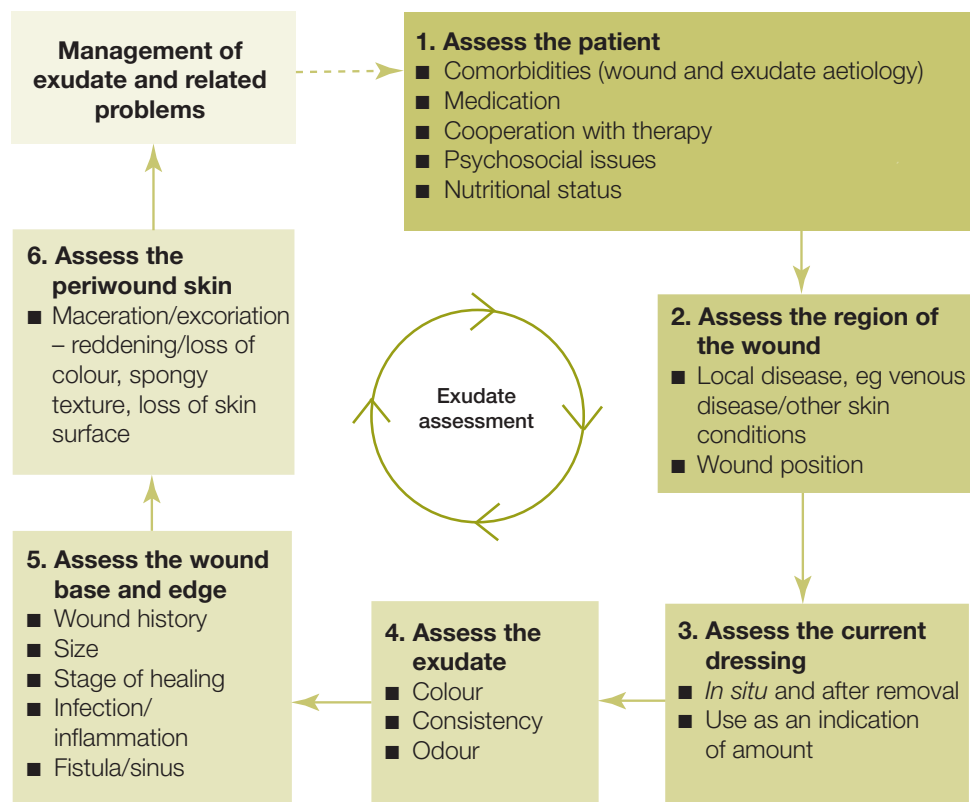 Management of
exudate and related
problems
1. Assess the patient
■ Comorbidities (wound and exudate aetiology)
■ Medication
■ Cooperation with therapy
■ Psychosocial issues
■ Nutritional status
2. Assess the region of
the wound
■ Local disease, eg venous
disease/other skin
conditions
■ Wound position
3. Assess the current
dressing
■ In situ and after removal
■ Use as an indication
of amount
4. Assess the
exudate
■ Colour
■ Consistency
■ Odour
5. Assess the wound
base and edge
■ Wound history
■ Size
■ Stage of healing
■ Infection/
inflammation
■ Fistula/sinus
6. Assess the
periwound skin
■ Maceration/excoriation
– reddening/loss of
colour, spongy
texture, loss of skin
surface
Exudate
assessment